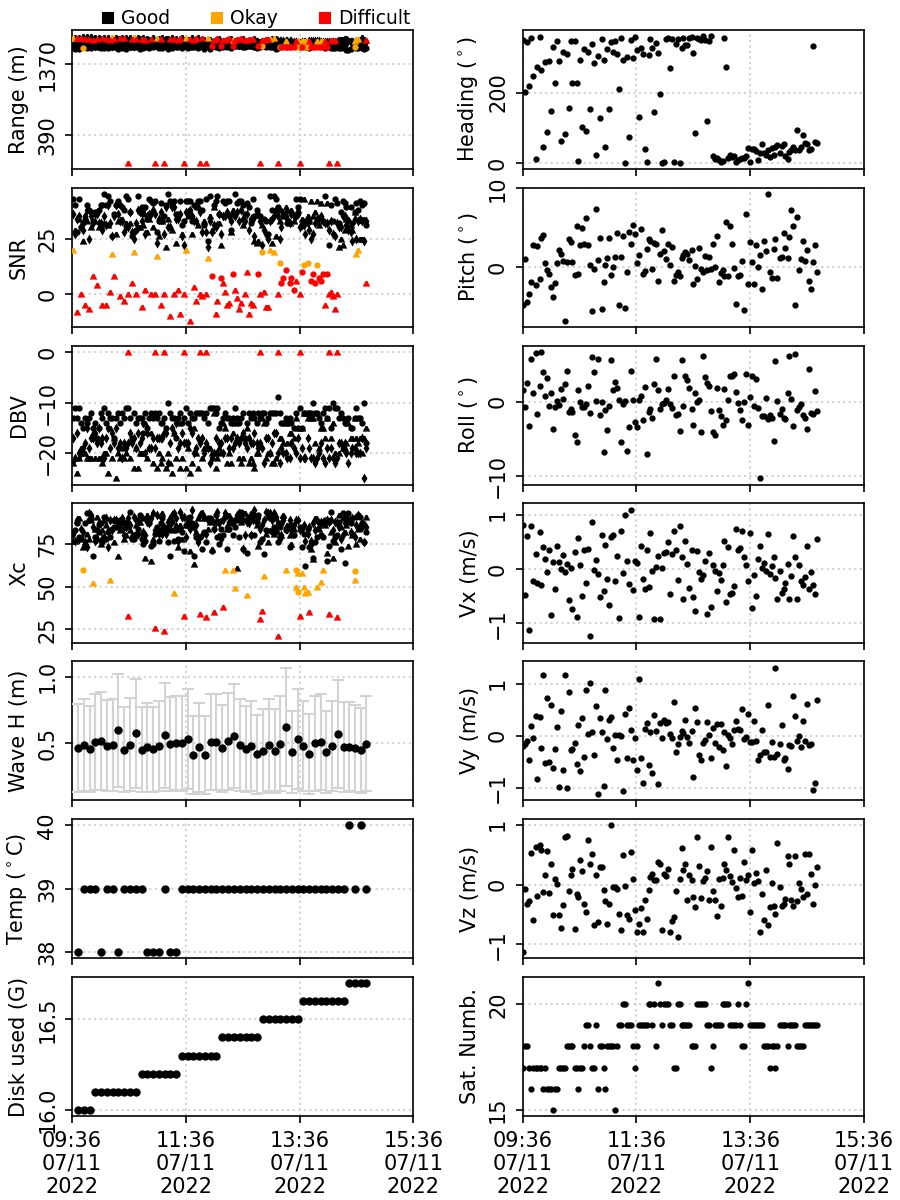 Good Okay Difficult
Range (m)
1370
390
Heading (°)
200
0
SNR
25
0
Pitch (°)
10
0
DBV
0
−10
−20
Roll (°)
0
−10
Xc
75
50
25
Vx (m/s)
1
0
−1
Wave H (m)
1.0
0.5
Vy (m/s)
1
0
−1
Temp (°C)
40
39
38
Vz (m/s)
1
0
−1
Disk used (G)
16.5
16.0
Sat. Numb.
20
15
09:36 11:36 13:36 15:36
07/11 07/11 07/11 07/11
2022 2022 2022 2022
09:36 11:36 13:36 15:36
07/11 07/11 07/11 07/11
2022 2022 2022 2022